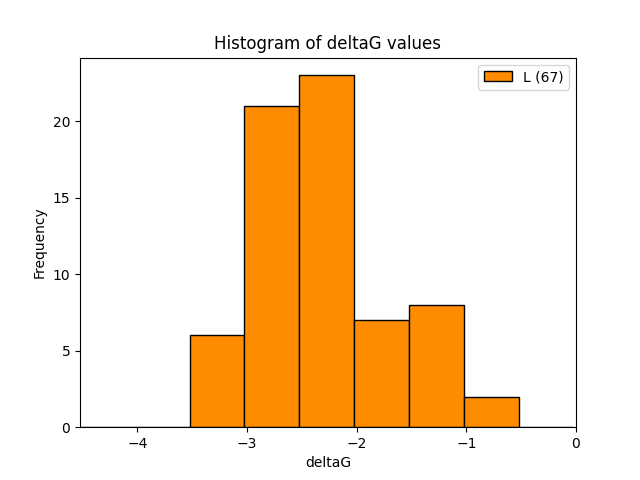 Histogram of deltaG values
L (67)
Frequency
20
15
10
5
0
−4
−3
−2
−1
0
deltaG